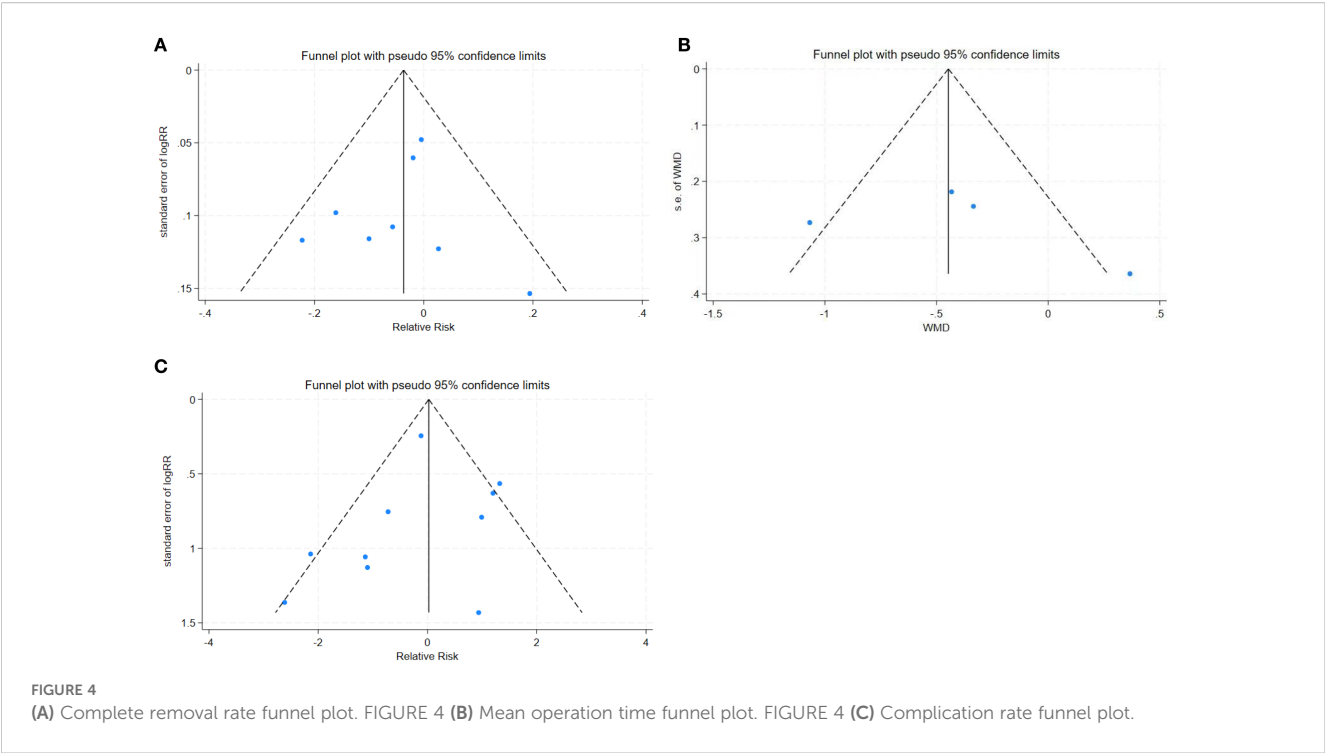 A
Funnel plot with pseudo 95% confidence limits
0
.05
.1
.15
standard error of logRR
-.4
-.2
0
.2
.4
Relative Risk
B
Funnel plot with pseudo 95% confidence limits
0
.1
.2
.3
.4
s.e. of WMD
-1.5
-1
-.5
0
.5
WMD
C
Funnel plot with pseudo 95% confidence limits
0
.5
1
1.5
standard error of logRR
-4
-2
0
2
4
Relative Risk
FIGURE 4
(A) Complete removal rate funnel plot. FIGURE 4 (B) Mean operation time funnel plot. FIGURE 4 (C) Complication rate funnel plot.